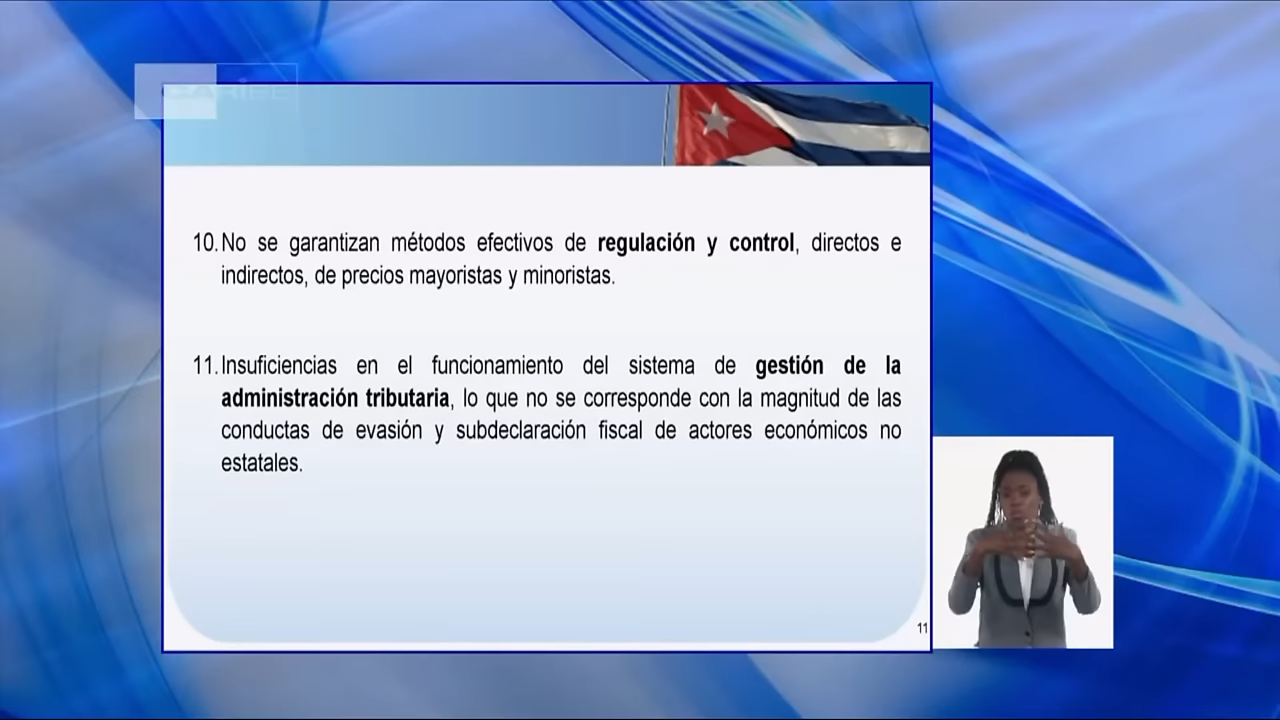 CARIBE
10. No se garantizan métodos efectivos de regulación y control, directos e
indirectos, de precios mayoristas y minoristas.
11. Insuficiencias en el funcionamiento del sistema de gestión de la
administración tributaria, lo que no se corresponde con la magnitud de las
conductas de evasión y subdeclaración fiscal de actores económicos no
estatales.
11